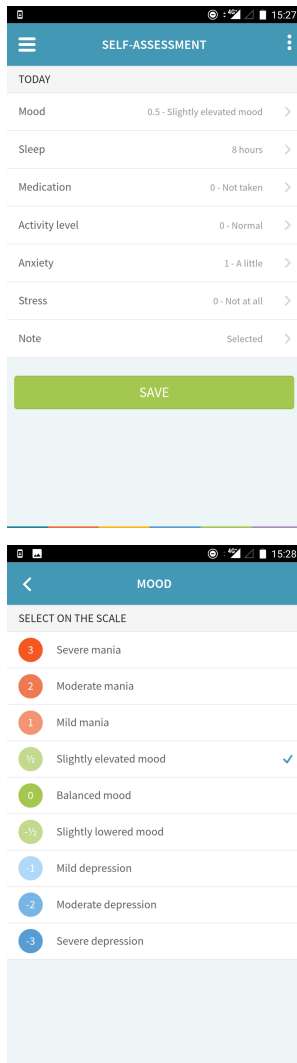 4G 15:27
SELF-ASSESSMENT
TODAY
Mood 0.5 - Slightly elevated mood
Sleep 8 hours
Medication 0 - Not taken
Activity level 0 - Normal
Anxiety 1 - A little
Stress 0 - Not at all
Note Selected
SAVE
4G 15:28
MOOD
SELECT ON THE SCALE
3 Severe mania
2 Moderate mania
1 Mild mania
½ Slightly elevated mood
0 Balanced mood
-½ Slightly lowered mood
-1 Mild depression
-2 Moderate depression
-3 Severe depression